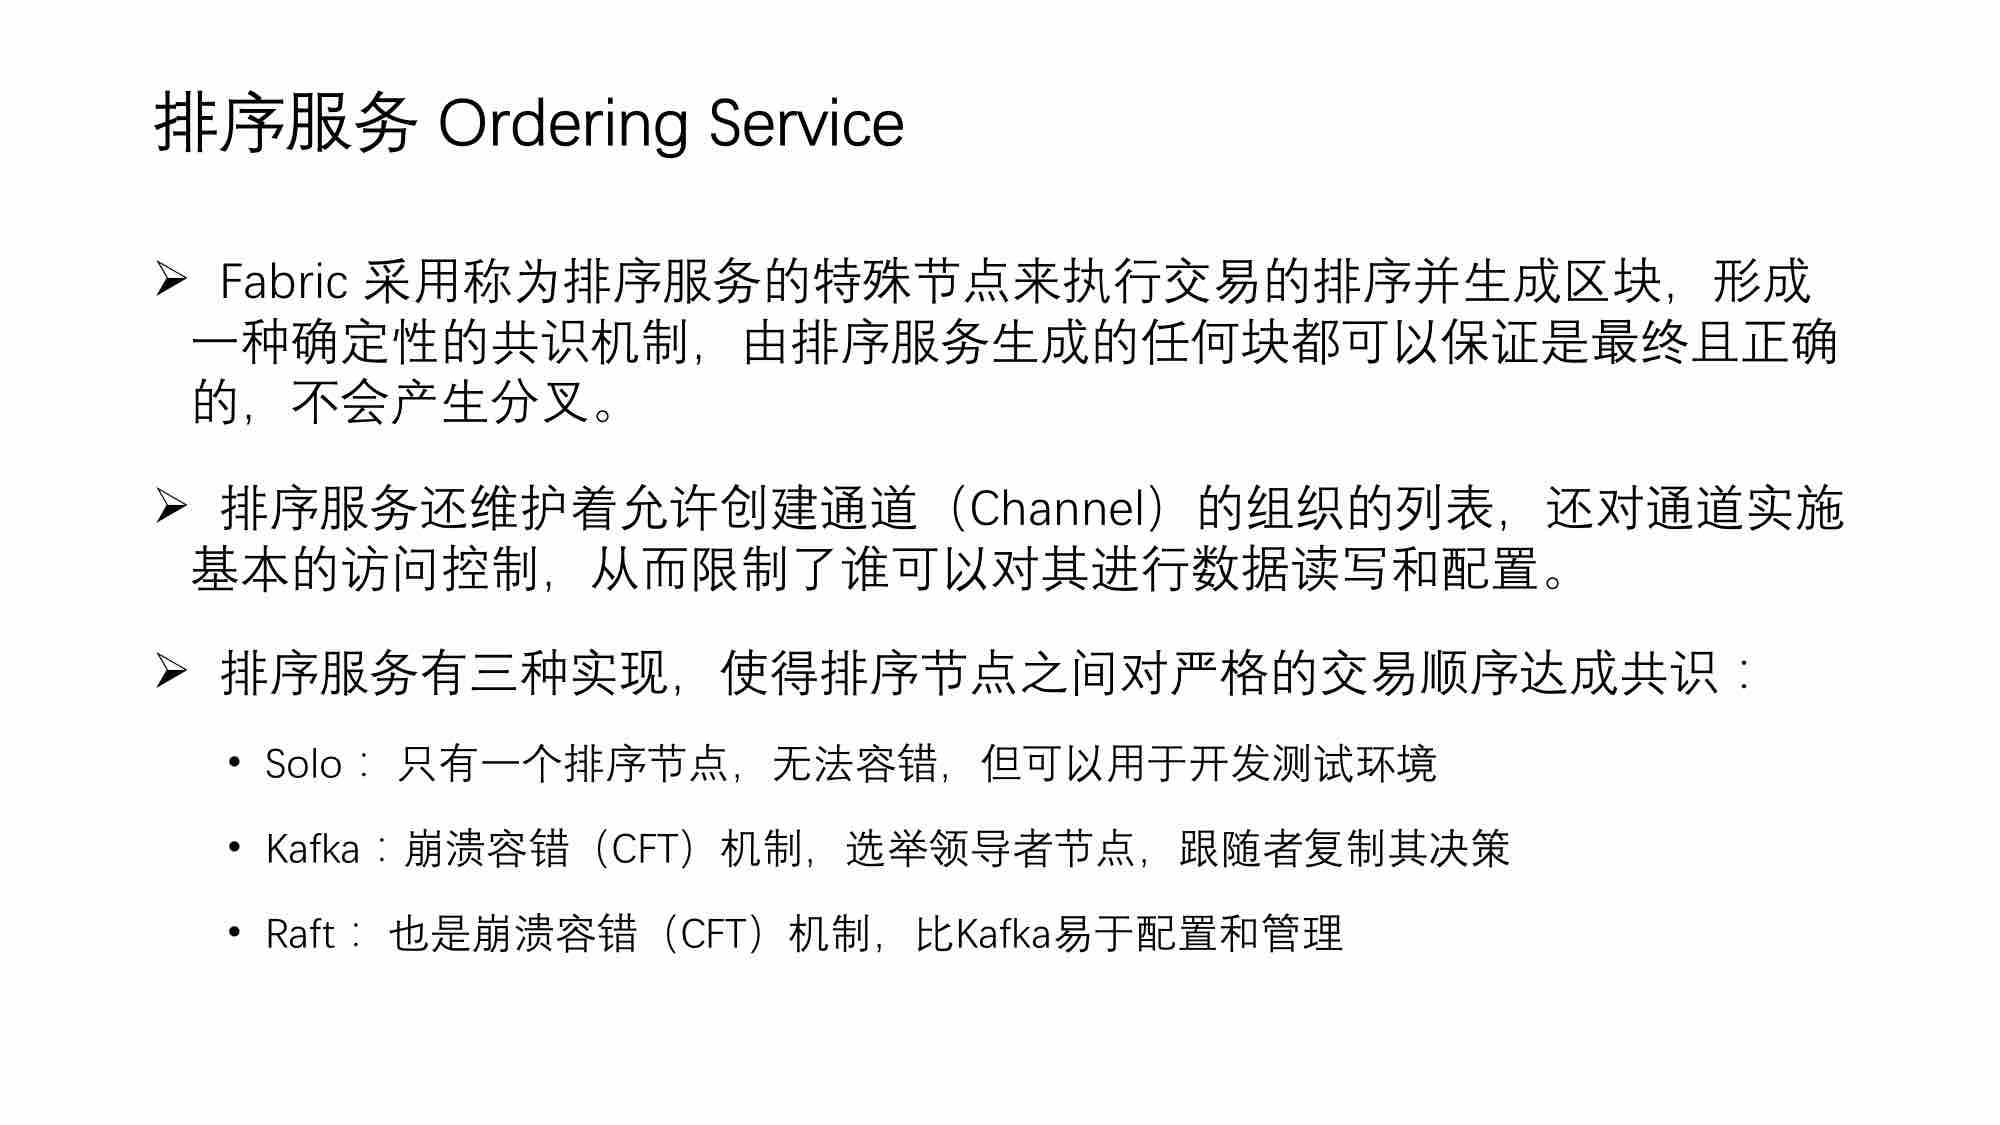 排序服务 Ordering Service
➢ Fabric 采用称为排序服务的特殊节点来执行交易的排序并生成区块，形成
一种确定性的共识机制，由排序服务生成的任何块都可以保证是最终且正确
的，不会产生分叉。
➢ 排序服务还维护着允许创建通道（Channel）的组织的列表，还对通道实施
基本的访问控制，从而限制了谁可以对其进行数据读写和配置。
➢ 排序服务有三种实现，使得排序节点之间对严格的交易顺序达成共识：
• Solo： 只有一个排序节点，无法容错，但可以用于开发测试环境
• Kafka：崩溃容错（CFT）机制，选举领导者节点，跟随者复制其决策
• Raft： 也是崩溃容错（CFT）机制，比Kafka易于配置和管理